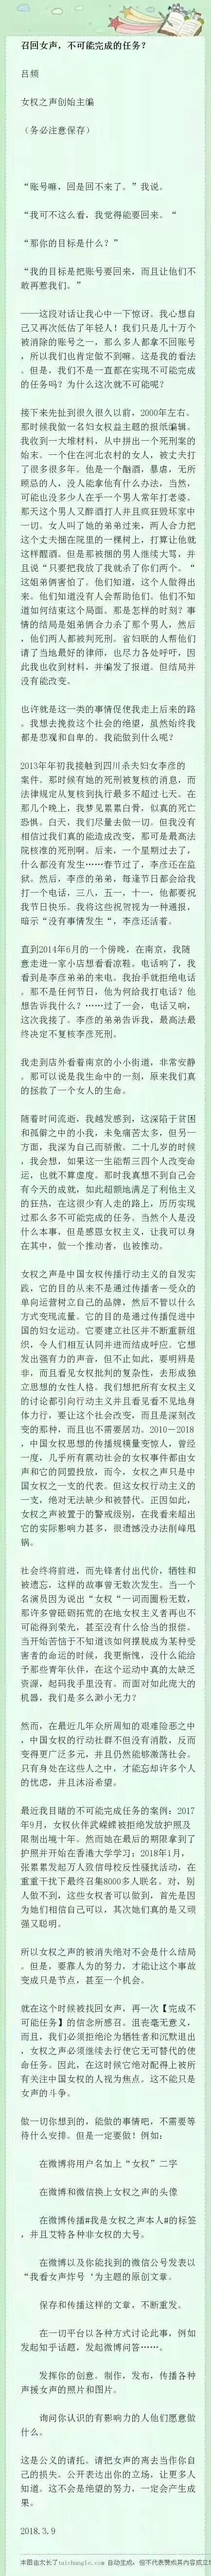 召回女声，不可能完成的任务？
吕频
女权之声创始主编
（务必注意保存）
“账号嘛，回是回不来了。”我说。
“我可不这么看，我觉得能要回来。“
“那你的目标是什么？”
“我的目标是把账号要回来，而且让他们不
敢再惹我们。”
——这段对话让我心中一下惊讶。我心想自
己又再次低估了年轻人！我们只是几十万个
被消除的账号之一，那么多人都拿不回账号
，所以我们也肯定做不到嘛。这是我的看法
。但是，我们不是一直都在实现不可能完成
的任务吗？为什么这次就不可能呢？
接下来先扯到很久很久以前，2000年左右。
那时候我做一名妇女权益主题的报纸编辑。
我收到一大堆材料，从中拼出一个死刑案的
始末。一个住在河北农村的女人，被丈夫打
了很多很多年。他是一个酗酒，暴虐，无所
顾忌的人，没人能拿他有什么办法，当然，
可能也没多少人在乎一个男人常年打老婆。
那天这个男人又醉酒打人并且疯狂毁坏家中
一切。女人叫了她的弟弟过来，两人合力把
这个丈夫捆在院里的一棵树上，打算让他就
这样醒酒。但是那被捆的男人继续大骂，并
且说“只要把我放了我就杀了你们两个。“
这姐弟俩害怕了。他们知道，这个人做得出
来。他们知道没有人会帮助他们。他们不知
道如何结束这个局面。那是怎样的时刻？事
情的结局是姐弟俩合力杀了那个男人，然后
，他们两人都被判死刑。省妇联的人帮他们
请了当地最好的律师，也尽力各处呼吁，因
此我也收到材料，并编发了报道。但结局并
没有能改变。
也许就是这一类的事情促使我走上后来的路
。我想去挽救这个社会的绝望，虽然始终我
都是悲观和自卑的。我能做到什么呢？
2013年年初我接触到四川杀夫妇女李彦的
案件。那时候有她的死刑被复核的消息，而
法律规定从复核到执行最多不超过七天。在
那几个晚上，我梦见累累白骨，似真的死亡
恐惧。白天，我们尽量去做一切。但我没有
相信过我们真的能造成改变，那可是最高法
院核准的死刑啊。后来，一个星期过去了，
什么都没有发生……春节过了，李彦还在监
狱。然后，李彦的弟弟，每逢节日都会给我
打一个电话，三八，五一，十一，他都要祝
我节日快乐。我将这些祝贺视为一种通报，
暗示“没有事情发生“，李彦还活着。
直到2014年6月的一个傍晚，在南京，我随
意走进一家小店想看看凉鞋。电话响了，我
看到是李彦弟弟的来电。我抬手就拒绝电话
。那不是任何节日，他为何给我打电话？他
想告诉我什么？……过了一会，电话又响，
这次我接了。李彦的弟弟告诉我，最高法最
终决定不复核李彦死刑。
我走到店外看着南京的小小街道，非常安静
。那可以说是我生命中的一刻，原来我们真
的拯救了一个女人的生命。
随着时间流逝，我越发感到，这深陷于贫困
和孤僻之中的小我，未免痛苦太多，但另一
方面，我深为自己而骄傲。二十几岁的时候
，我会想，如果这一生能帮三四个人改变命
运，也就不算虚度。那时我真想不到自己会
有今天的成就，如此超额地满足了利他主义
的狂热，在这很少有人走的路上，历历实现
过那么多不可能完成的任务。当然个人是没
什么本事，但是感愿女权主义，让我可以身
在其中，做一个推动者，也被推动。
女权之声是中国女权传播行动主义的自发实
践，它的目的从来不是通过传播者－受众的
单向运营树立自己的品牌，然后不管以什么
方式变现流量。它的目的是通过传播促进中
国的妇女运动。它要建立社区并不断重新组
织，令人们相互认同并进而结成呼应。它想
发出强有力的声音，但不止如此，要明辨是
非，而且看见女权批判的复杂性，去形成独
立思想的女性人格。我们想把所有女权主义
的讨论都引向行动主义并且看见看不见地身
体力行，要让这个社会改变，而且是深刻改
变的那种，而且也不需要居功。2010－2018
，中国女权思想的传播规模量变惊人，曾经
一度，几乎所有震动社会的女权事件都由女
声和它的同盟投放，而今，女权之声只是中
国女权之一支的代表。但这女权行动主义的
一支，绝对无法缺少和被替代。正因如此，
女权之声被置于的警戒级别，在我看来超出
它的实际影响力甚多，很遗憾没办法削峰甩
锅。
社会终将前进，而先锋者付出代价，牺牲和
被遗忘，这样的故事曾无数次发生。当一个
名演员因为说出“女权“一词而圈粉无数，
那许多曾砥砺拓荒的在地女权主义者再也不
可能得到荣光，甚至没有什么恰当的报偿。
当开始苦恼于不知道该如何摆脱成为某种受
害者的命运的时候，我更惭愧，没什么能给
予那些青年伙伴，在这个运动中真的太缺乏
资源，起码我手里没有。而面对如此庞大的
机器，我们是多么渺小无力？
然而，在最近几年众所周知的艰难险恶之中
，中国女权的行动社群不但没有消散，反而
变得更广泛多元，并且仍然能够激荡社会。
只有身处在这些人之中，才能忘却许多个人
的忧虑，并且沐浴希望。
最近我目睹的不可能完成任务的案例：2017
年9月，女权伙伴武嵘嵘被拒绝发放护照及
限制出境十年。然而她在最后的期限拿到了
护照并开始在香港大学学习；2018年1月，
张累累发起万人致信母校反性骚扰活动，在
重重干扰下最终召集8000多人联名。对，别
人做不到，这些女权者可以做到，首先是因
为她们相信自己可以，其次她们真的是又顽
强又聪明。
所以女权之声的被消失绝对不会是什么结局
。但是，要靠人为的努力，才能让这个事故
变成只是节点，甚至一个机会。
就在这个时候被找回女声，再一次【完成不
可能任务】的信念所感召。沮丧毫无意义，
而且，我们必须拒绝沦为牺牲者和沉默退出
，女权之声必须继续去行使它无可替代的使
命任务。因此，在这时候它绝对配得上被所
有关注中国女权的人视为焦点。这不能只是
女声的斗争。
做一切你想到的，能做的事情吧，不需要等
待什么安排。但是一定要做！例如：
在微博将用户名加上“女权”二字
在微博和微信换上女权之声的头像
在微博传播#我是女权之声本人#的标签
，并且艾特各种非女权的大号。
在微博以及你能找到的微信公号发表以
“我看女声炸号‘为主题的原创文章。
保存和传播这样的文章，不断重发。
在一切平台以各种方式讨论此事，例如
发起知乎话题，发起微博问答……。
发挥你的创意。制作，发布，传播各种
声援女声的照片和图片。
询问你认识的有影响力的人他们愿意做
什么。
这是公义的请托。请把女声的离去当作你自
己的损失。公开表达出你的立场，让更多人
知道。这不会是绝望的努力，一定会产生成
果。
2018.3.9